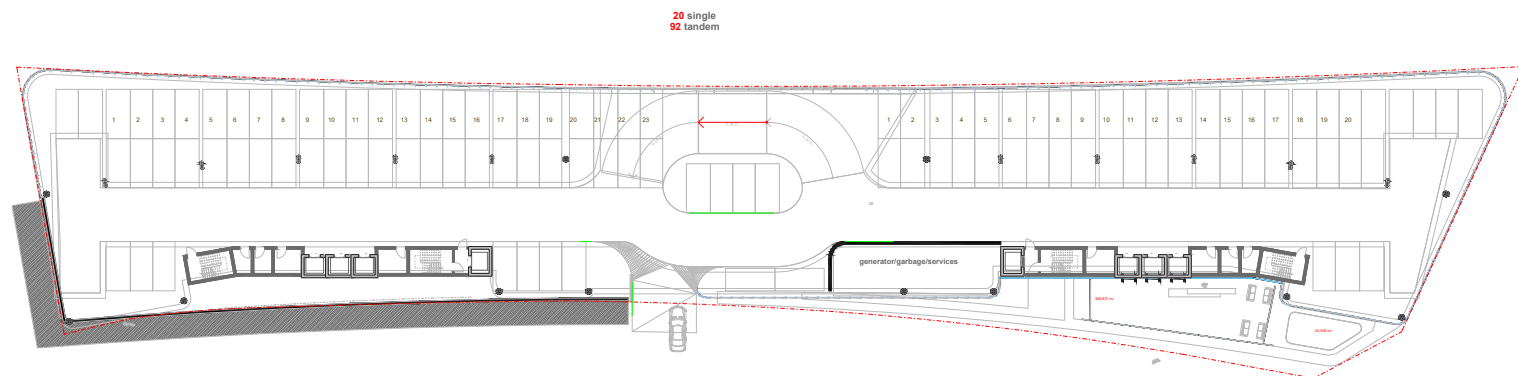 20 single
92 tandem
1 2 3 4 5 6 7 8 9 10 11 12 13 14 15 16 17 18 19 20 21 22 23
1 2 3 4 5 6 7 8 9 10 11 12 13 14 15 16 17 18 19 20
generator/garbage/services